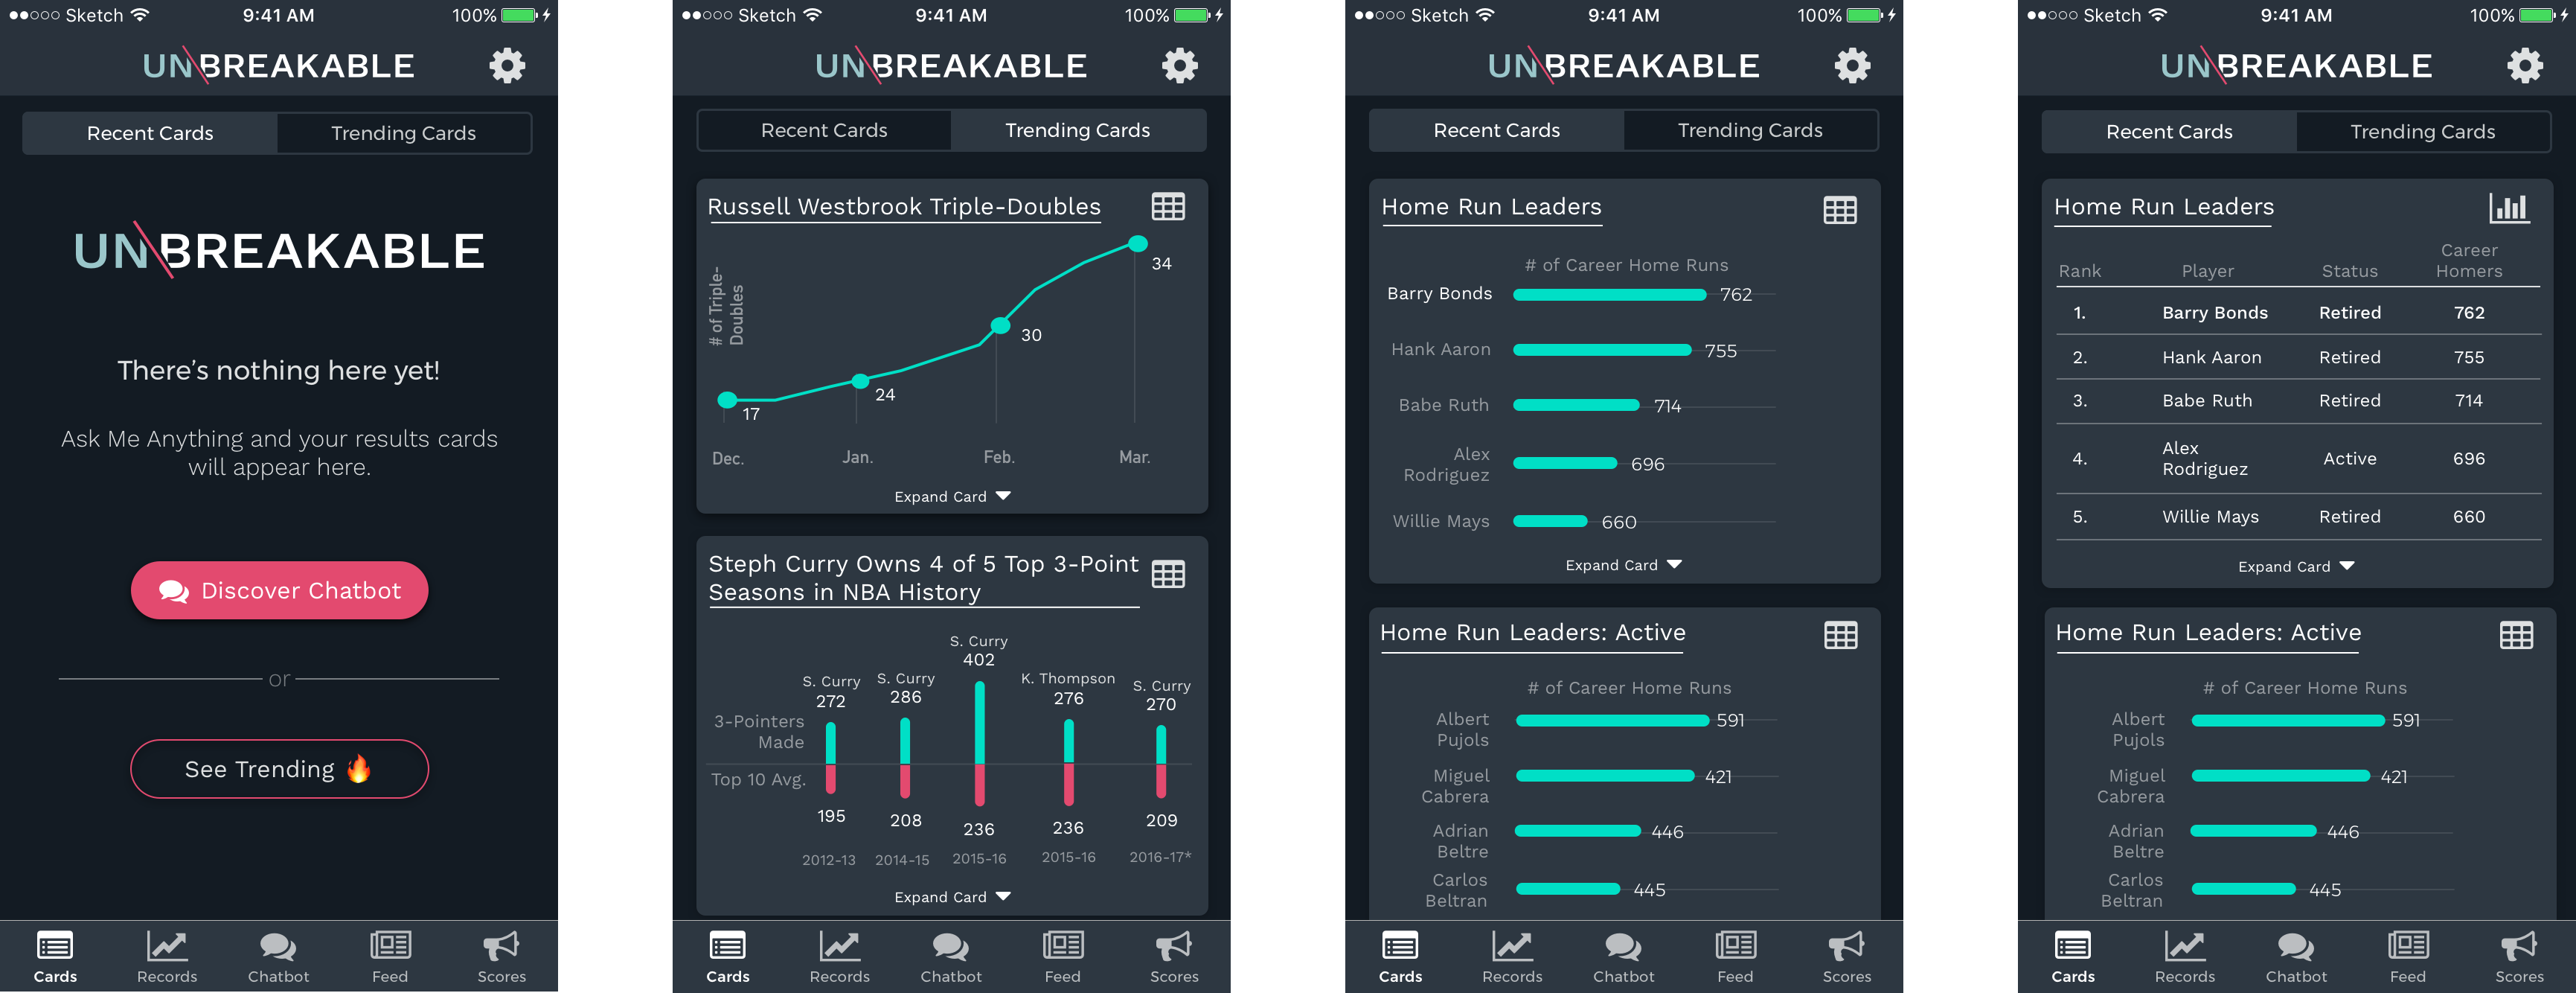 Sketch 9:41 AM 100%
UNBREAKABLE
Recent Cards Trending Cards
UNBREAKABLE
There’s nothing here yet!
Ask Me Anything and your results cards
will appear here.
Discover Chatbot
or
See Trending 🔥
Cards Records Chatbot Feed Scores
Sketch 9:41 AM 100%
UNBREAKABLE
Recent Cards Trending Cards
Russell Westbrook Triple-Doubles
# of Triple-
Doubles
34
30
24
17
Dec. Jan. Feb. Mar.
Expand Card
Steph Curry Owns 4 of 5 Top 3-Point
Seasons in NBA History
S. Curry S. Curry S. Curry K. Thompson S. Curry
272 286 402 276 270
3-Pointers
Made
Top 10 Avg.
195 208 236 236 209
2012-13 2014-15 2015-16 2015-16 2016-17*
Expand Card
Cards Records Chatbot Feed Scores
Sketch 9:41 AM 100%
UNBREAKABLE
Recent Cards Trending Cards
Home Run Leaders
# of Career Home Runs
Barry Bonds 762
Hank Aaron 755
Babe Ruth 714
Alex
Rodriguez 696
Willie Mays 660
Expand Card
Home Run Leaders: Active
# of Career Home Runs
Albert
Pujols 591
Miguel
Cabrera 421
Adrian
Beltre 446
Carlos
Beltran 445
Cards Records Chatbot Feed Scores
Sketch 9:41 AM 100%
UNBREAKABLE
Recent Cards Trending Cards
Home Run Leaders
Rank Player Status Career
Homers
1. Barry Bonds Retired 762
2. Hank Aaron Retired 755
3. Babe Ruth Retired 714
4. Alex
Rodriguez Active 696
5. Willie Mays Retired 660
Expand Card
Home Run Leaders: Active
# of Career Home Runs
Albert
Pujols 591
Miguel
Cabrera 421
Adrian
Beltre 446
Carlos
Beltran 445
Cards Records Chatbot Feed Scores